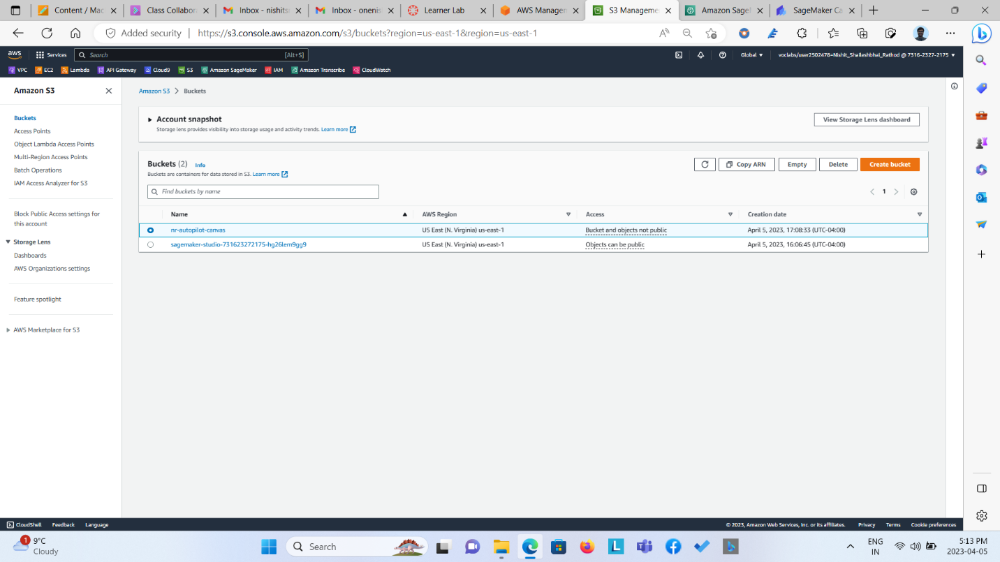 Content / Mac
Class Collabora
Inbox - nishits
Inbox - onenis
Learner Lab
AWS Managem
S3 Manageme
Amazon SageM
SageMaker Ca
Added security
https://s3.console.aws.amazon.com/s3/buckets?region=us-east-1&region=us-east-1
aws
Services
Search
[Alt+S]
Global
voclabs/user2502478=Nishit_Shaileshbhai_Rathod @ 7316-2327-2175
VPC
EC2
Lambda
API Gateway
Cloud9
S3
Amazon SageMaker
IAM
Amazon Transcribe
CloudWatch
Amazon S3
Buckets
Access Points
Object Lambda Access Points
Multi-Region Access Points
Batch Operations
IAM Access Analyzer for S3
Block Public Access settings for
this account
Storage Lens
Dashboards
AWS Organizations settings
Feature spotlight
AWS Marketplace for S3
Amazon S3 > Buckets
Account snapshot
Storage lens provides visibility into storage usage and activity trends. Learn more
View Storage Lens dashboard
Buckets (2) Info
Buckets are containers for data stored in S3. Learn more
Copy ARN
Empty
Delete
Create bucket
Find buckets by name
1
Name
AWS Region
Access
Creation date
nr-autopilot-canvas
US East (N. Virginia) us-east-1
Bucket and objects not public
April 5, 2023, 17:08:33 (UTC-04:00)
sagemaker-studio-731623272175-hg26lem9gg9
US East (N. Virginia) us-east-1
Objects can be public
April 5, 2023, 16:06:45 (UTC-04:00)
CloudShell
Feedback
Language
© 2023, Amazon Web Services, Inc. or its affiliates.
Privacy
Terms
Cookie preferences
1
9°C
Cloudy
Search
ENG
IN
5:13 PM
2023-04-05